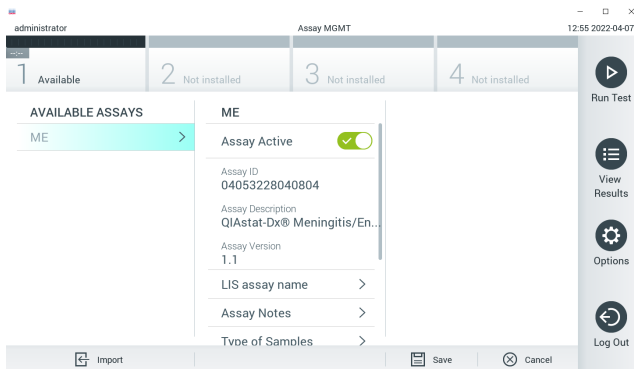 administrator
Assay MGMT
12:55 2022-04-07
--:--
1 Available
2 Not installed
3 Not installed
4 Not installed
Run Test
AVAILABLE ASSAYS
ME
ME
Assay Active
Assay ID
04053228040804
Assay Description
QIAstat-Dx® Meningitis/En...
Assay Version
1.1
LIS assay name
Assay Notes
Type of Samples
View
Results
Options
Log Out
Import
Save
Cancel